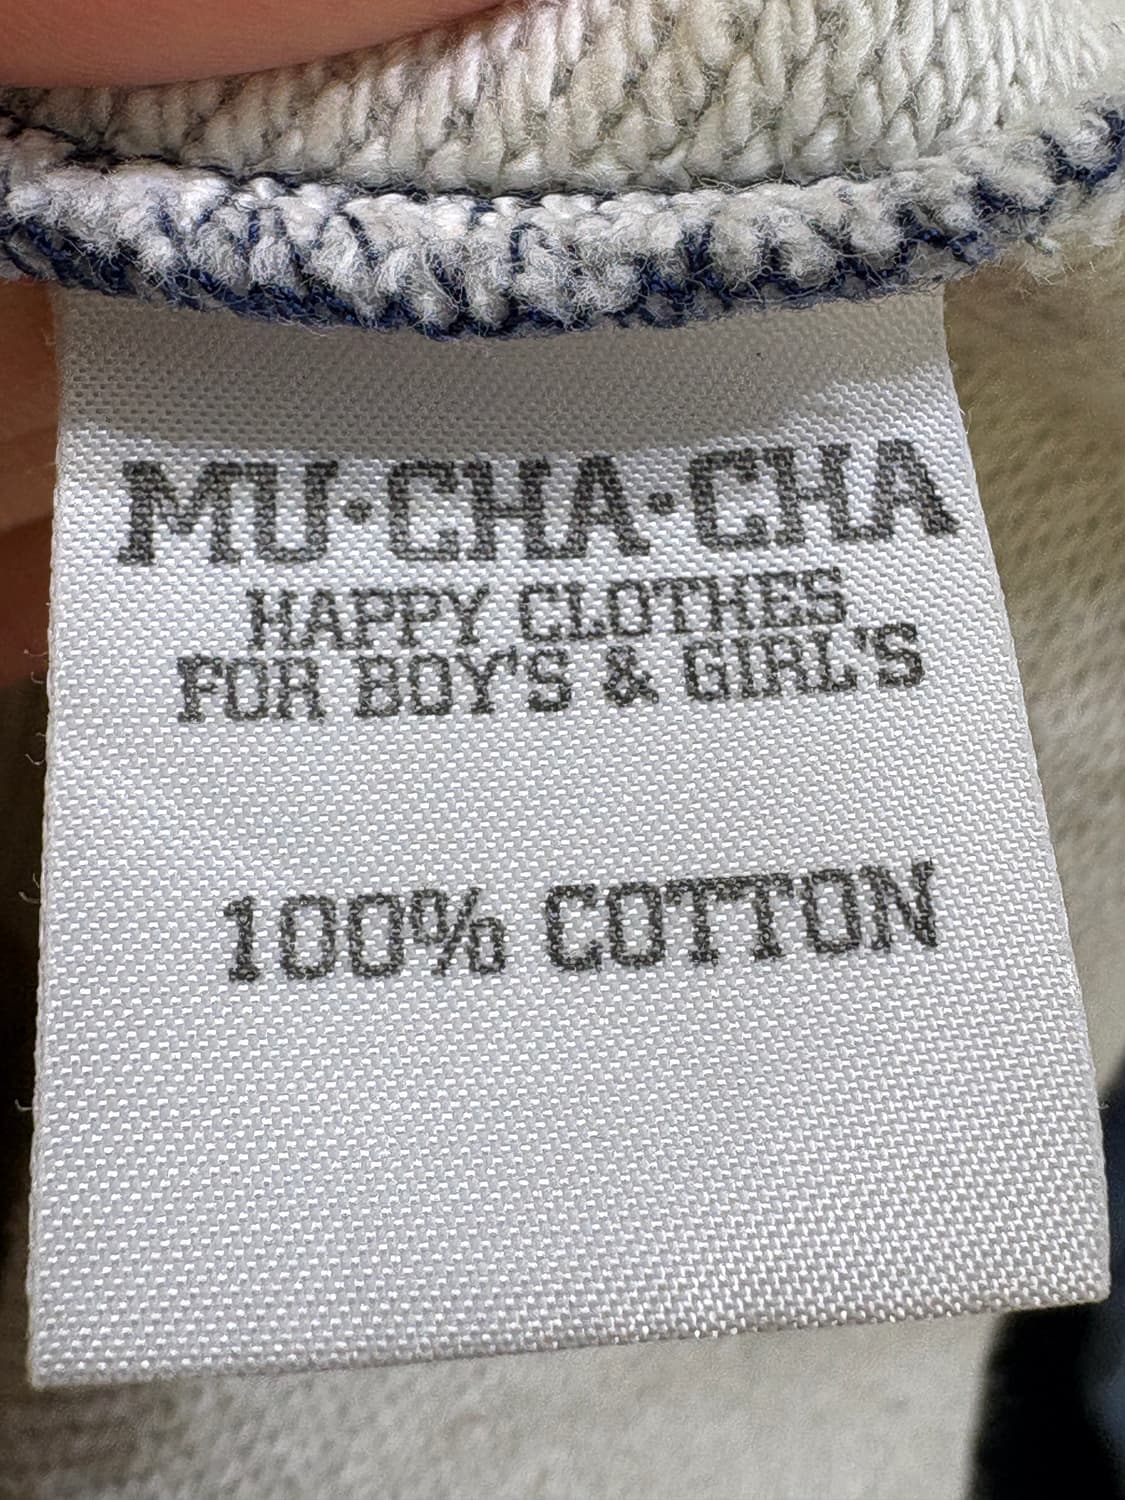 MU·CHA·CHA
HAPPY CLOTHES
FOR BOY'S & GIRL'S
100% COTTON